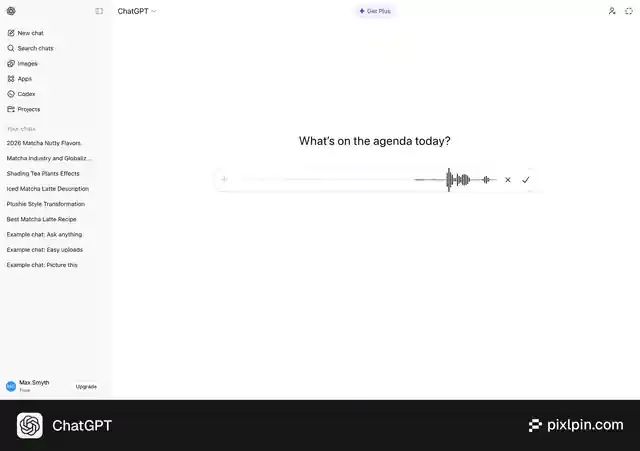 ChatGPT
Get Plus
New chat
Search chats
Images
Apps
Codex
Projects
Your chats
2026 Matcha Nutty Flavors.
Matcha Industry and Globaliz...
Shading Tea Plants Effects
Iced Matcha Latte Description
Plushie Style Transformation
Best Matcha Latte Recipe
Example chat: Ask anything
Example chat: Easy uploads
Example chat: Picture this
What's on the agenda today?
Max Smyth
Free
Upgrade
ChatGPT
pixlpin.com